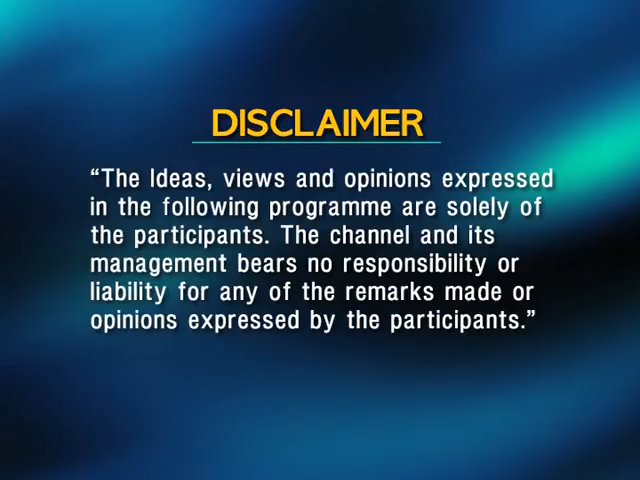 DISCLAIMER
“The Ideas, views and opinions expressed
in the following programme are solely of
the participants. The channel and its
management bears no responsibility or
liability for any of the remarks made or
opinions expressed by the participants.”